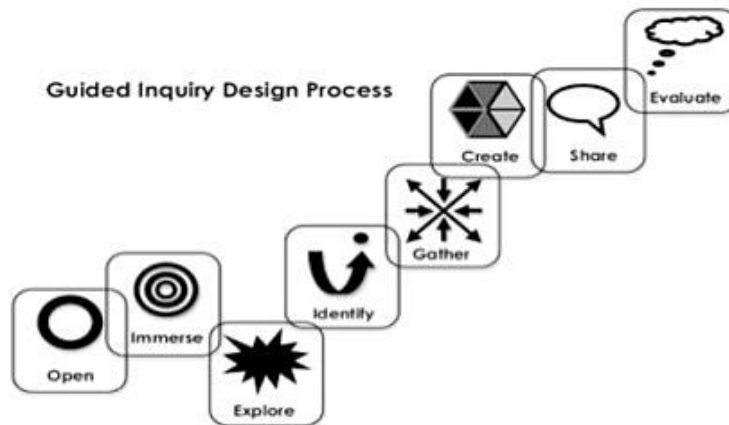 Guided Inquiry Design Process
Open
Immerse
Explore
Identify
Gather
Create
Share
Evaluate